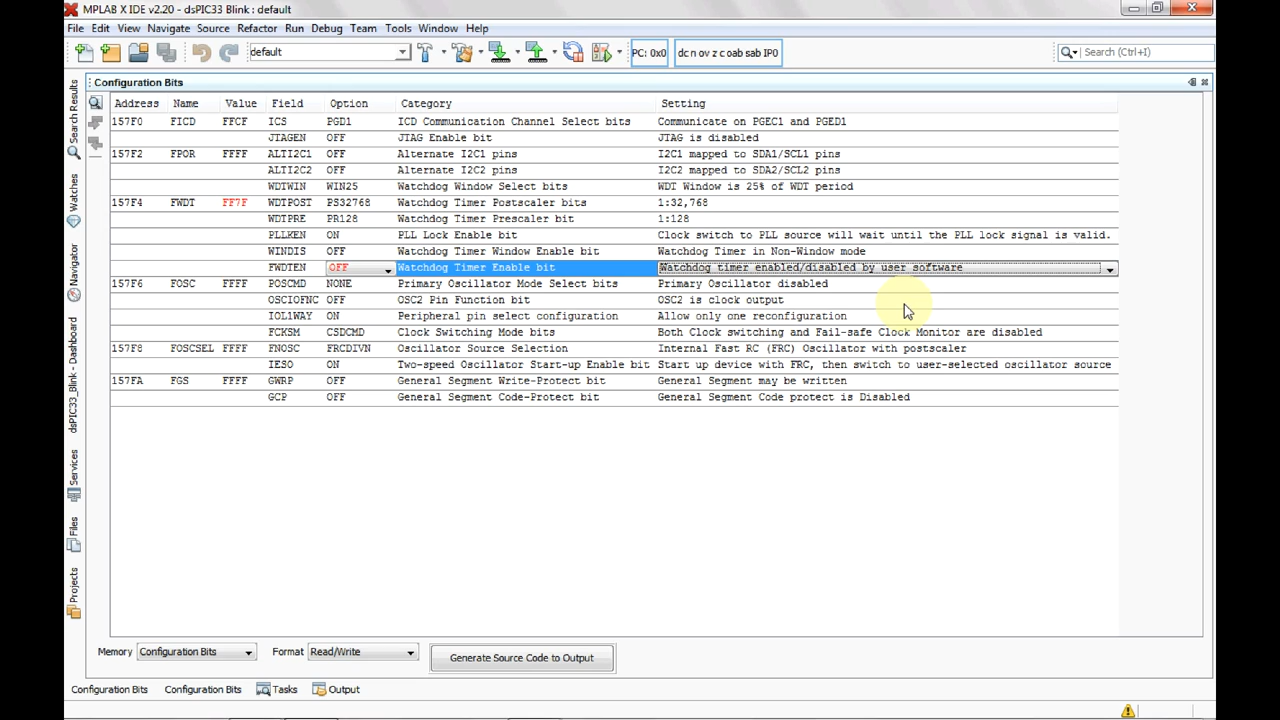 MPLAB X IDE v2.20 - dsPIC33 Blink : default
File Edit View Navigate Source Refactor Run Debug Team Tools Window Help
default PC: 0x0 dc n ov z c oab sab IP0 Search (Ctrl+I)
Configuration Bits
Address Name Value Field Option Category Setting
157F0 FICD FFCF ICS PGD1 ICD Communication Channel Select bits Communicate on PGEC1 and PGED1
JTAGEN OFF JTAG Enable bit JTAG is disabled
157F2 FPOR FFFF ALTI2C1 OFF Alternate I2C1 pins I2C1 mapped to SDA1/SCL1 pins
ALTI2C2 OFF Alternate I2C2 pins I2C2 mapped to SDA2/SCL2 pins
WDTWIN WIN25 Watchdog Window Select bits WDT Window is 25% of WDT period
157F4 FWDT FF7F WDTPOST PS32768 Watchdog Timer Postscaler bits 1:32,768
WDTPRE PR128 Watchdog Timer Prescaler bit 1:128
PLLKEN ON PLL Lock Enable bit Clock switch to PLL source will wait until the PLL lock signal is valid.
WINDIS OFF Watchdog Timer Window Enable bit Watchdog Timer in Non-Window mode
FWDTEN OFF Watchdog Timer Enable bit Watchdog timer enabled/disabled by user software
157F6 FOSC FFFF POSCMD NONE Primary Oscillator Mode Select bits Primary Oscillator disabled
OSCIOFNC OFF OSC2 Pin Function bit OSC2 is clock output
IOL1WAY ON Peripheral pin select configuration Allow only one reconfiguration
FCKSM CSDCMD Clock Switching Mode bits Both Clock switching and Fail-safe Clock Monitor are disabled
157F8 FOSCSEL FFFF FNOSC FRCDIVN Oscillator Source Selection Internal Fast RC (FRC) Oscillator with postscaler
IESO ON Two-speed Oscillator Start-up Enable bit Start up device with FRC, then switch to user-selected oscillator source
157FA FGS FFFF GWRP OFF General Segment Write-Protect bit General Segment may be written
GCP OFF General Segment Code-Protect bit General Segment Code protect is Disabled
Search Results
Watches
Navigator
dsPIC33_Blink - Dashboard
Services
Files
Projects
Memory Configuration Bits Format Read/Write Generate Source Code to Output
Configuration Bits Configuration Bits Tasks Output